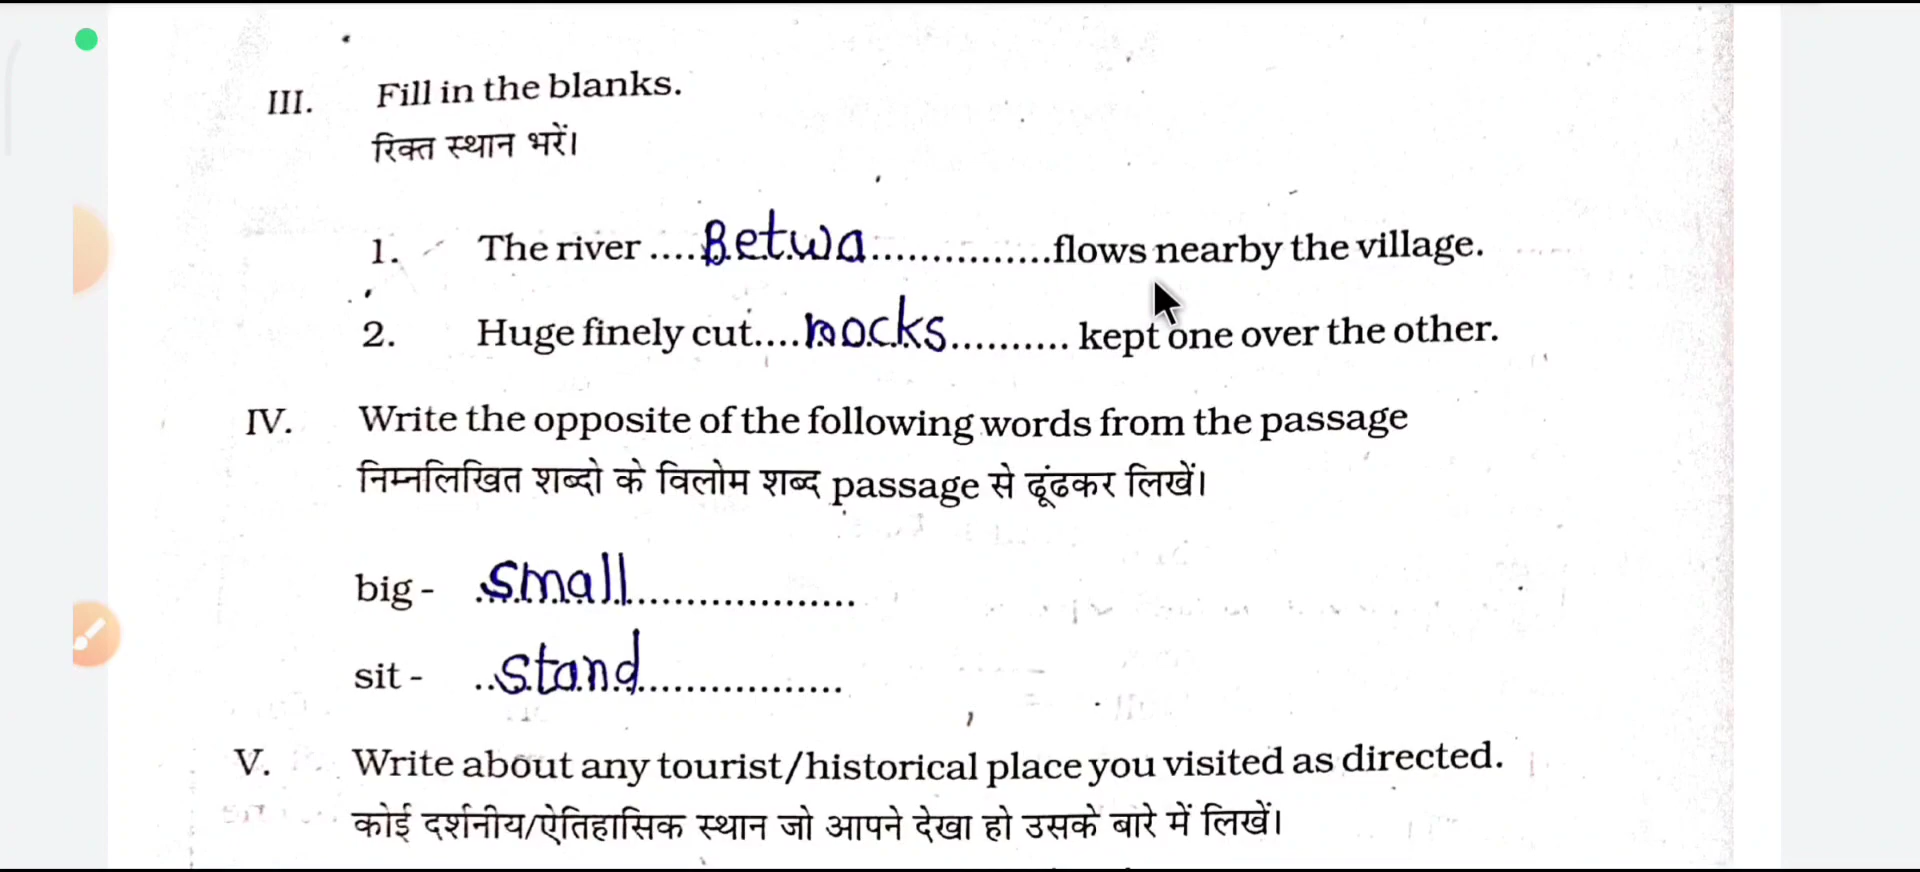 III. Fill in the blanks.
रिक्त स्थान भरें।
1. The river ....Betwa...............flows nearby the village.
2. Huge finely cut....rocks.......... kept one over the other.
IV. Write the opposite of the following words from the passage
निम्नलिखित शब्दो के विलोम शब्द passage से ढूंढकर लिखें।
big - .small...................
sit - ..stand.................
V. Write about any tourist/historical place you visited as directed.
कोई दर्शनीय/ऐतिहासिक स्थान जो आपने देखा हो उसके बारे में लिखें।